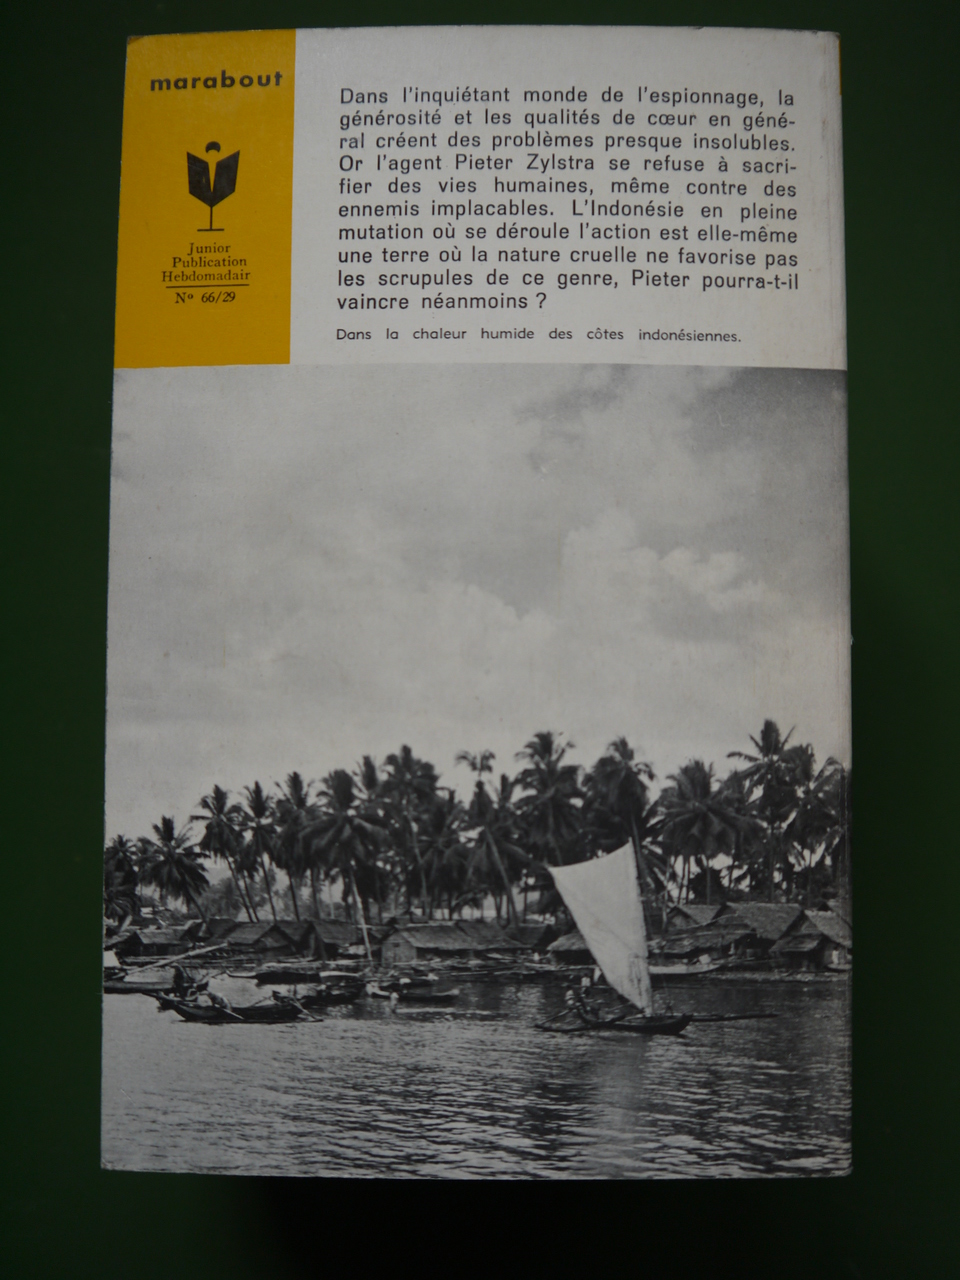 marabout
Junior
Publication
Hebdomadair
N° 66/29
Dans l'inquiétant monde de l'espionnage, la
générosité et les qualités de cœur en géné-
ral créent des problèmes presque insolubles.
Or l'agent Pieter Zylstra se refuse à sacri-
fier des vies humaines, même contre des
ennemis implacables. L'Indonésie en pleine
mutation où se déroule l'action est elle-même
une terre où la nature cruelle ne favorise pas
les scrupules de ce genre, Pieter pourra-t-il
vaincre néanmoins ?
Dans la chaleur humide des côtes indonésiennes.